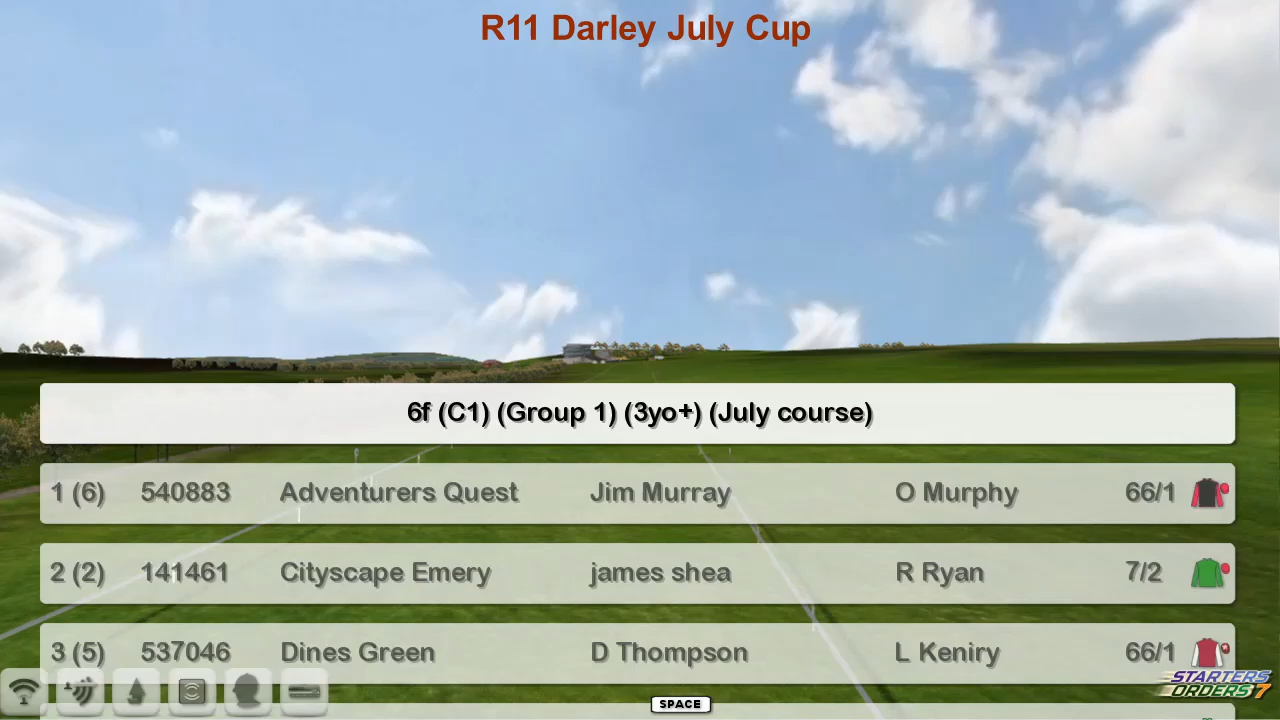 R11 Darley July Cup
6f (C1) (Group 1) (3yo+) (July course)
1 (6) 540883 Adventurers Quest Jim Murray O Murphy 66/1
2 (2) 141461 Cityscape Emery james shea R Ryan 7/2
3 (5) 537046 Dines Green D Thompson L Keniry 66/1
STARTERS
ORDERS 7
SPACE